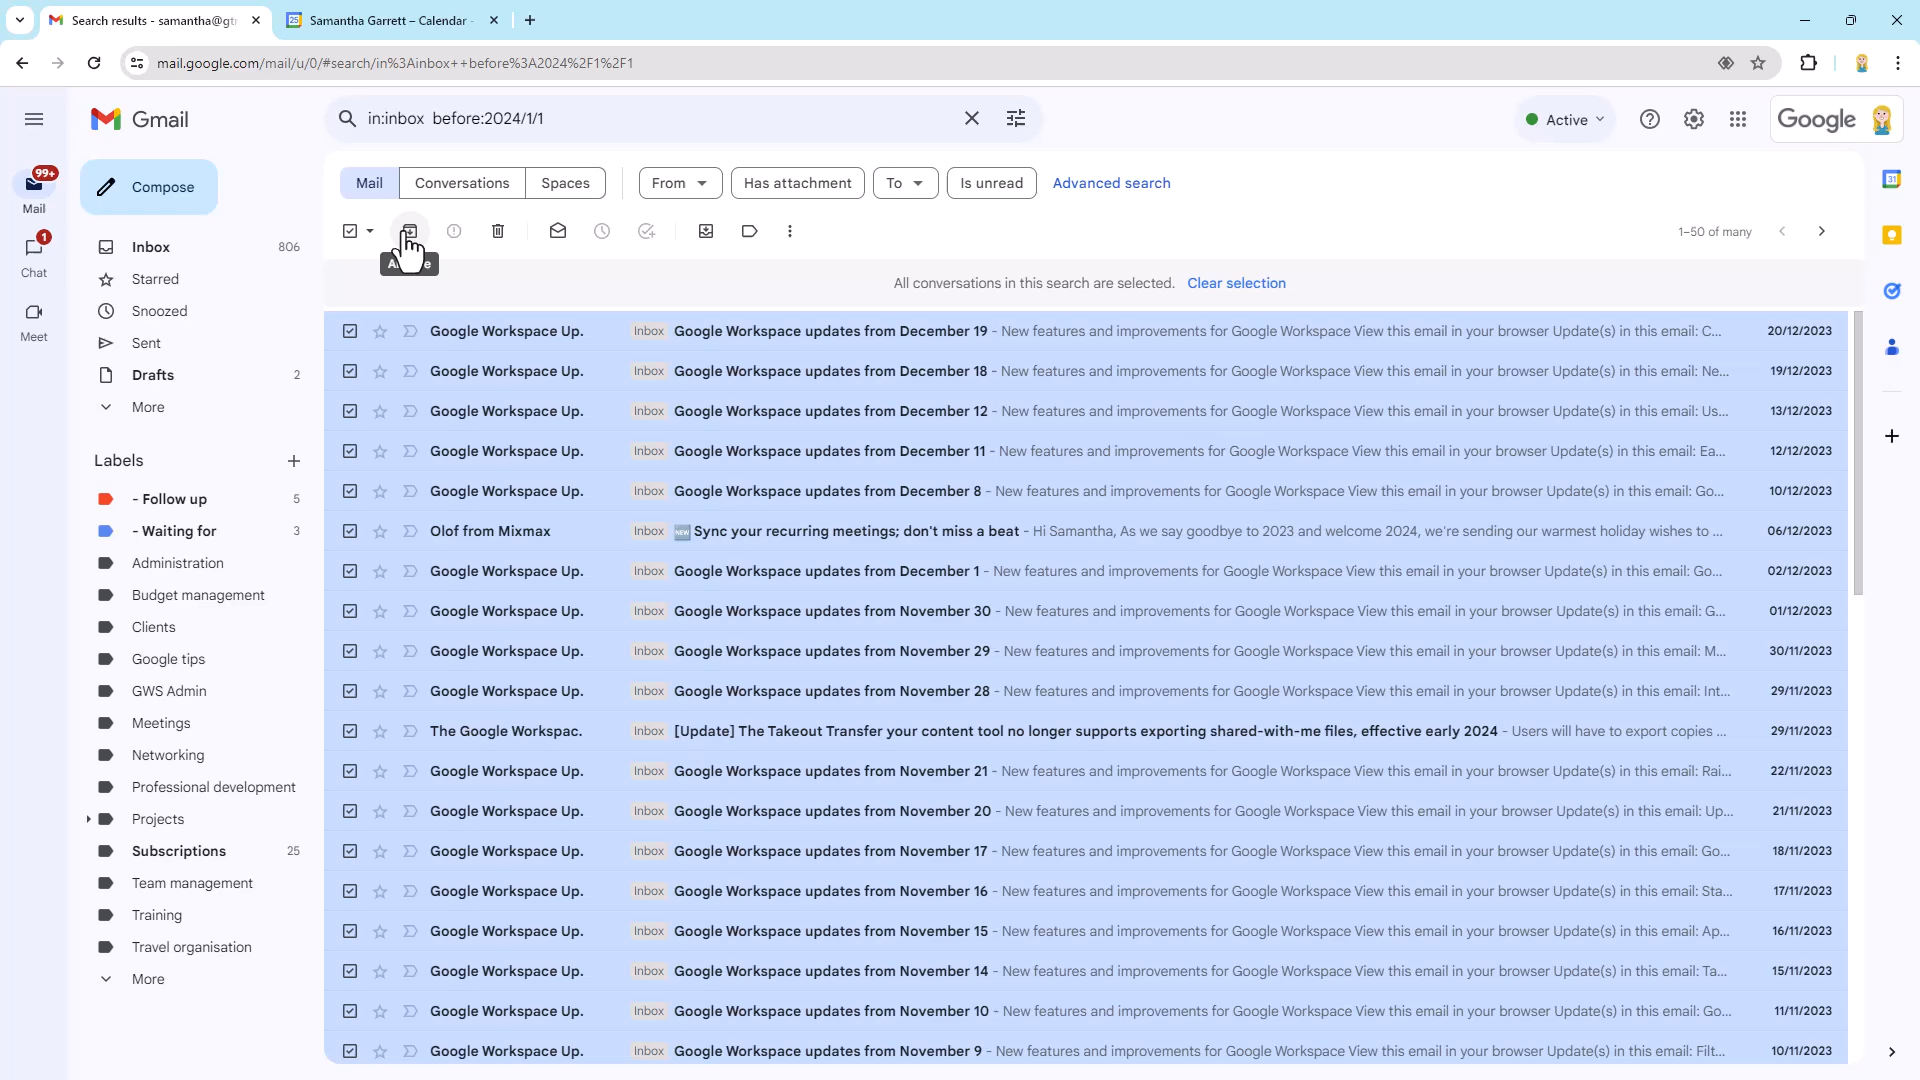 Search results - samantha@gtr
Samantha Garrett – Calendar -
mail.google.com/mail/u/0/#search/in%3Ainbox++before%3A2024%2F1%2F1
Gmail
in:inbox  before:2024/1/1
Active
Google
99+
Mail
1
Chat
Meet
Compose
Inbox 806
Starred
Snoozed
Sent
Drafts 2
More
Labels
- Follow up 5
- Waiting for 3
Administration
Budget management
Clients
Google tips
GWS Admin
Meetings
Networking
Professional development
Projects
Subscriptions 25
Team management
Training
Travel organisation
More
Mail Conversations Spaces From Has attachment To Is unread Advanced search
1–50 of many
All conversations in this search are selected. Clear selection
Google Workspace Up. Inbox Google Workspace updates from December 19 - New features and improvements for Google Workspace View this email in your browser Update(s) in this email: C... 20/12/2023
Google Workspace Up. Inbox Google Workspace updates from December 18 - New features and improvements for Google Workspace View this email in your browser Update(s) in this email: Ne... 19/12/2023
Google Workspace Up. Inbox Google Workspace updates from December 12 - New features and improvements for Google Workspace View this email in your browser Update(s) in this email: Us... 13/12/2023
Google Workspace Up. Inbox Google Workspace updates from December 11 - New features and improvements for Google Workspace View this email in your browser Update(s) in this email: Ea... 12/12/2023
Google Workspace Up. Inbox Google Workspace updates from December 8 - New features and improvements for Google Workspace View this email in your browser Update(s) in this email: Go... 10/12/2023
Olof from Mixmax Inbox 🆕 Sync your recurring meetings; don't miss a beat - Hi Samantha, As we say goodbye to 2023 and welcome 2024, we're sending our warmest holiday wishes to ... 06/12/2023
Google Workspace Up. Inbox Google Workspace updates from December 1 - New features and improvements for Google Workspace View this email in your browser Update(s) in this email: Go... 02/12/2023
Google Workspace Up. Inbox Google Workspace updates from November 30 - New features and improvements for Google Workspace View this email in your browser Update(s) in this email: G... 01/12/2023
Google Workspace Up. Inbox Google Workspace updates from November 29 - New features and improvements for Google Workspace View this email in your browser Update(s) in this email: M... 30/11/2023
Google Workspace Up. Inbox Google Workspace updates from November 28 - New features and improvements for Google Workspace View this email in your browser Update(s) in this email: Int... 29/11/2023
The Google Workspac. Inbox [Update] The Takeout Transfer your content tool no longer supports exporting shared-with-me files, effective early 2024 - Users will have to export copies ... 29/11/2023
Google Workspace Up. Inbox Google Workspace updates from November 21 - New features and improvements for Google Workspace View this email in your browser Update(s) in this email: Rai... 22/11/2023
Google Workspace Up. Inbox Google Workspace updates from November 20 - New features and improvements for Google Workspace View this email in your browser Update(s) in this email: Up... 21/11/2023
Google Workspace Up. Inbox Google Workspace updates from November 17 - New features and improvements for Google Workspace View this email in your browser Update(s) in this email: Go... 18/11/2023
Google Workspace Up. Inbox Google Workspace updates from November 16 - New features and improvements for Google Workspace View this email in your browser Update(s) in this email: Sta... 17/11/2023
Google Workspace Up. Inbox Google Workspace updates from November 15 - New features and improvements for Google Workspace View this email in your browser Update(s) in this email: Ap... 16/11/2023
Google Workspace Up. Inbox Google Workspace updates from November 14 - New features and improvements for Google Workspace View this email in your browser Update(s) in this email: Ta... 15/11/2023
Google Workspace Up. Inbox Google Workspace updates from November 10 - New features and improvements for Google Workspace View this email in your browser Update(s) in this email: Go... 11/11/2023
Google Workspace Up. Inbox Google Workspace updates from November 9 - New features and improvements for Google Workspace View this email in your browser Update(s) in this email: Filt... 10/11/2023